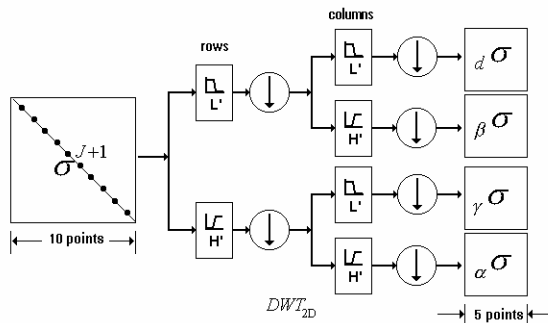 columns
rows
L'
d σ
L'
H'
β σ
σ J+1
L'
γ σ
H'
10 points
H'
α σ
DWT2D
5 points